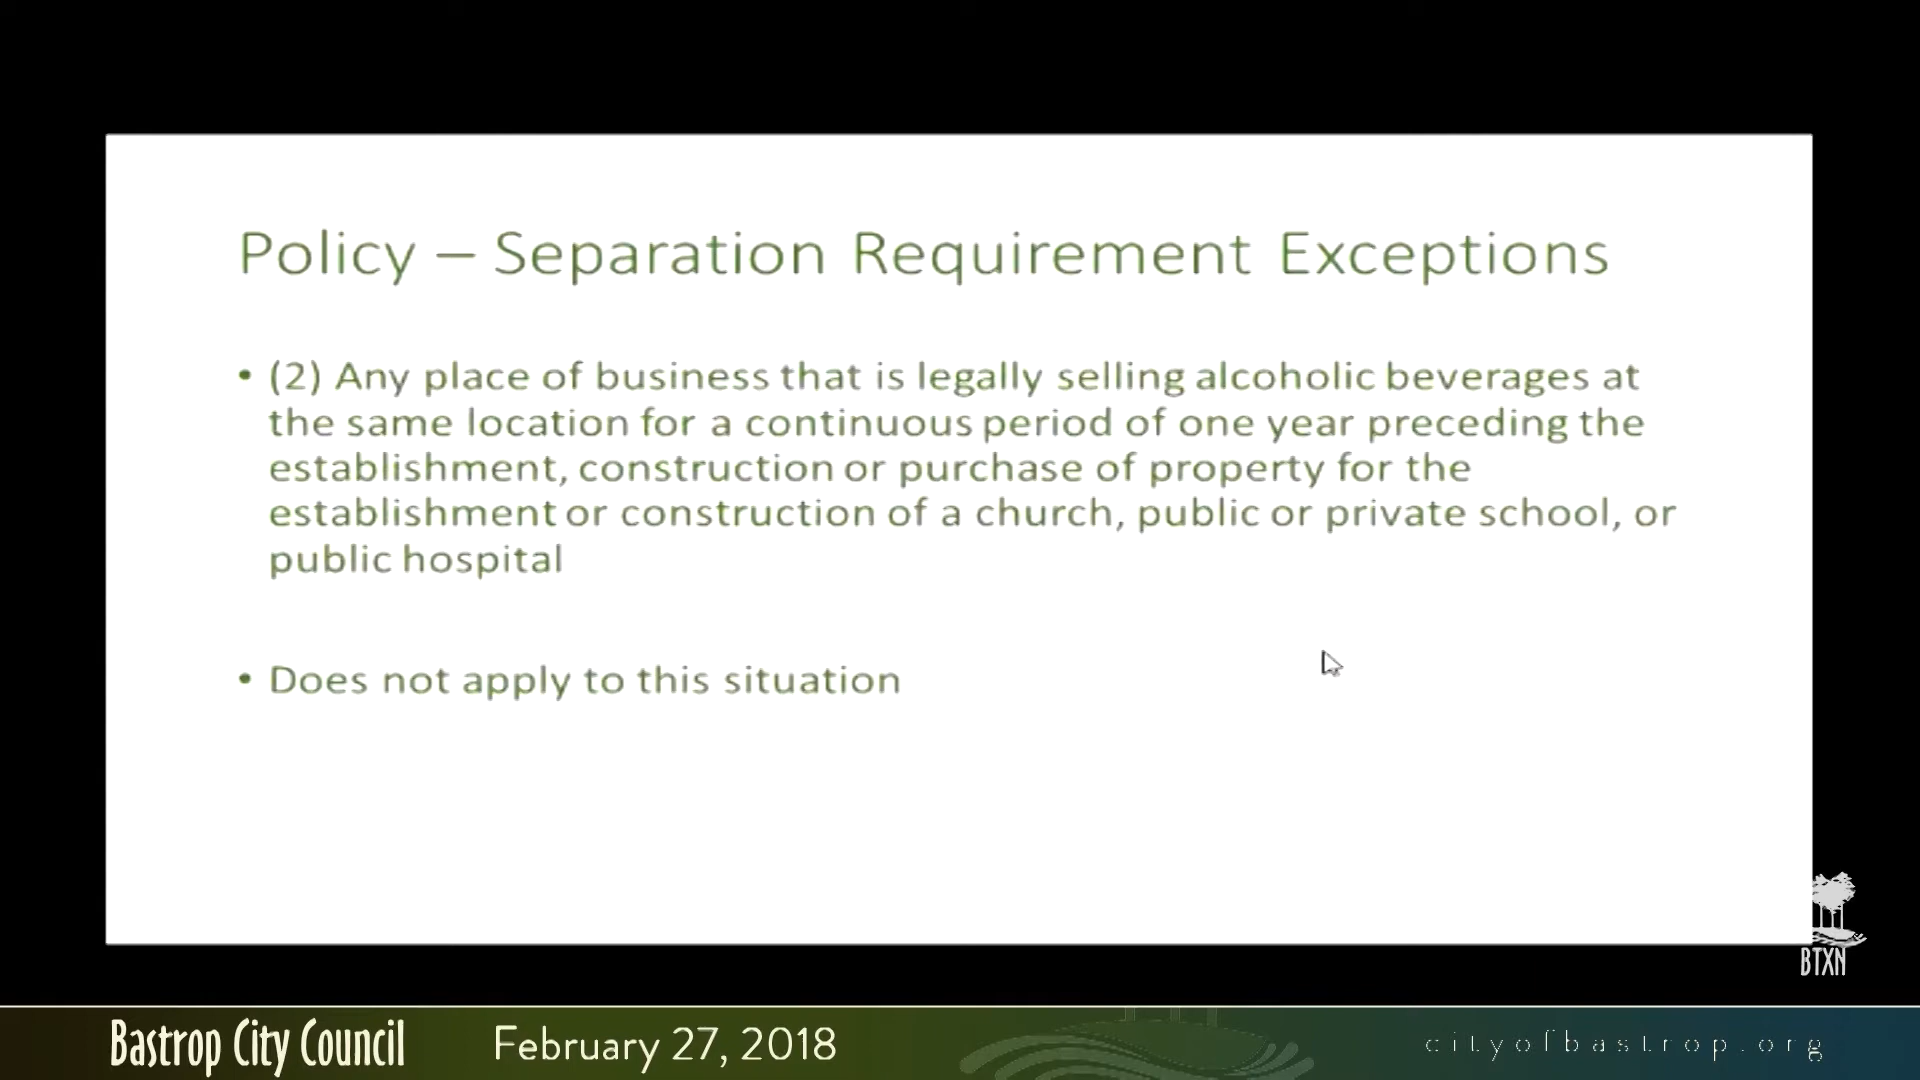 Policy – Separation Requirement Exceptions
• (2) Any place of business that is legally selling alcoholic beverages at
the same location for a continuous period of one year preceding the
establishment, construction or purchase of property for the
establishment or construction of a church, public or private school, or
public hospital
• Does not apply to this situation
BTXN
Bastrop City Council February 27, 2018 cityofbastrop.org